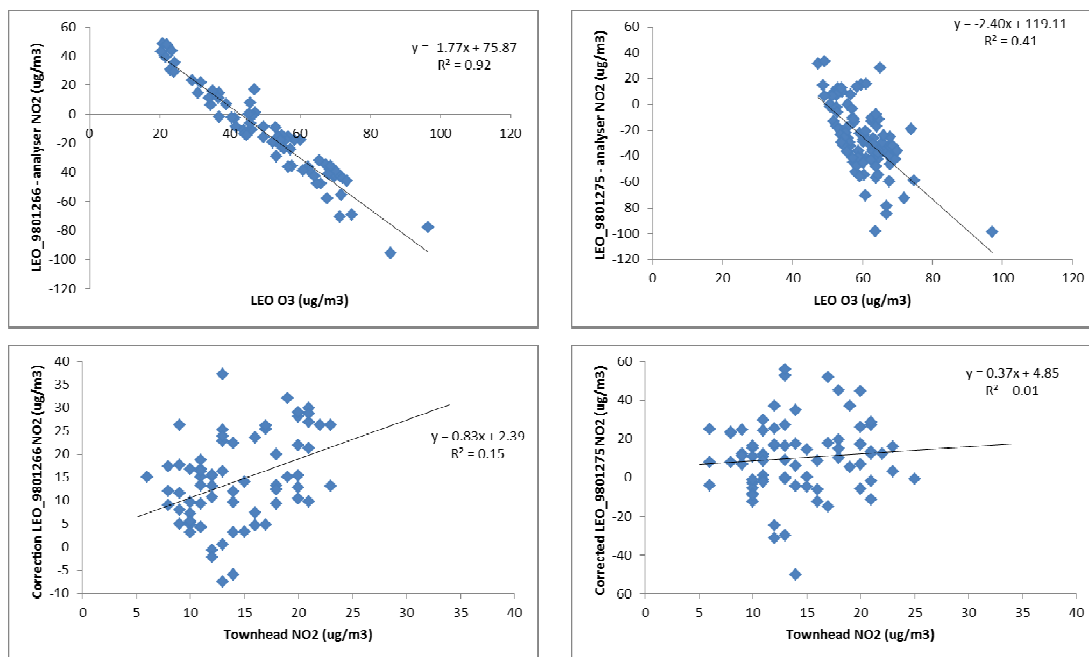 LEO_9801266 - analyser NO2 (ug/m3)
60
40
20
0
-20
-40
-60
-80
-100
-120
0 20 40 60 80 100 120
LEO O3 (ug/m3)
y = 1.77x + 75.87
R² = 0.92
LEO_9801275 - analyser NO2 (ug/m3)
60
40
20
0
-20
-40
-60
-80
-100
-120
0 20 40 60 80 100 120
LEO O3 (ug/m3)
y = -2.40x + 119.11
R² = 0.41
Correction LEO_9801266 NO2 (ug/m3)
40
35
30
25
20
15
10
5
0
-5
-10
0 5 10 15 20 25 30 35 40
Townhead NO2 (ug/m3)
y = 0.83x + 2.39
R² = 0.15
Corrected LEO_9801275 NO2 (ug/m3)
60
40
20
0
-20
-40
60
0 5 10 15 20 25 30 35 40
Townhead NO2 (ug/m3)
y = 0.37x + 4.85
R² 0.01